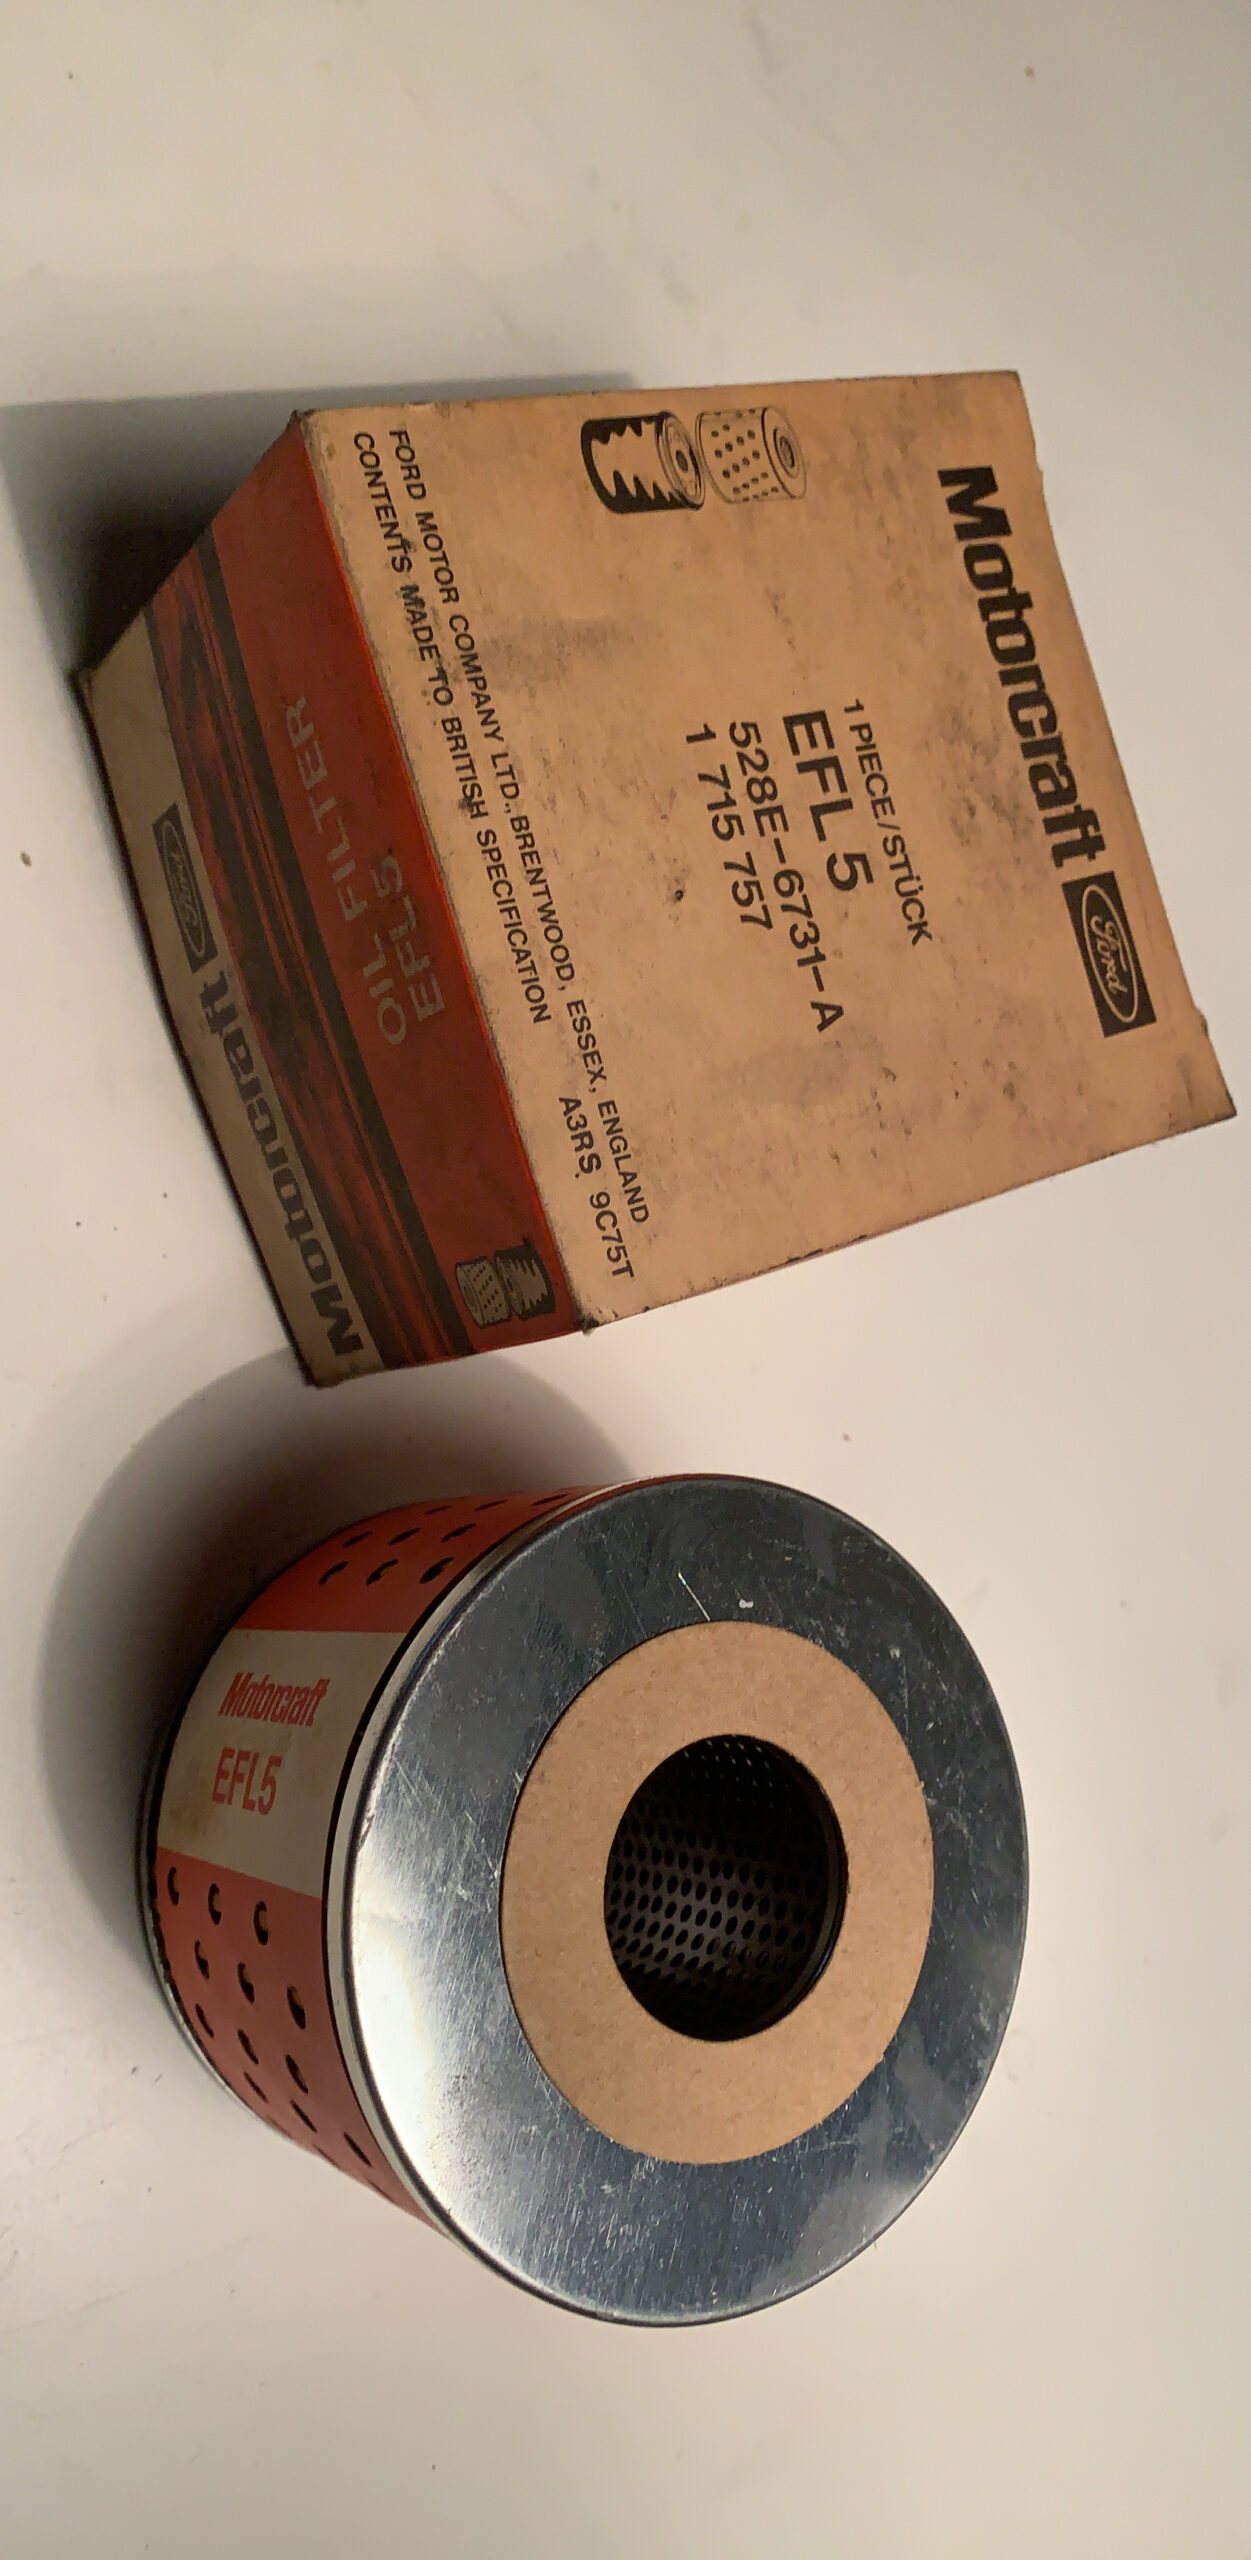 Motorcraft Ford
1 PIECE/STÜCK
EFL 5
528E-6731-A
1 715 757
FORD MOTOR COMPANY LTD., BRENTWOOD, ESSEX, ENGLAND
CONTENTS MADE TO BRITISH SPECIFICATION A3RS. 9C75T
OIL FILTER
EFL5
Motorcraft Ford
Motorcraft
EFL5